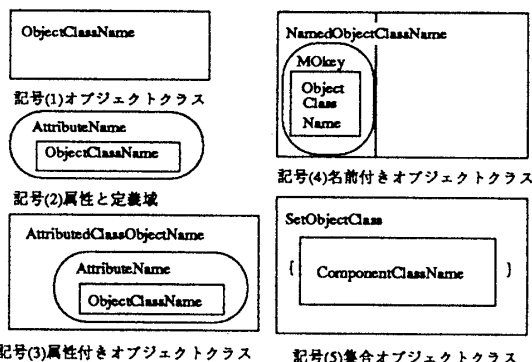 ObjectClassName
記号(1)オブジェクトクラス
AttributeName
ObjectClassName
記号(2)属性と定義域
AttributedClassObjectName
AttributeName
ObjectClassName
記号(3)属性付きオブジェクトクラス
NamedObjectClassName
MOkey
Object
Class
Name
記号(4)名前付きオブジェクトクラス
SetObjectClass
{ ComponentClassName }
記号(5)集合オブジェクトクラス